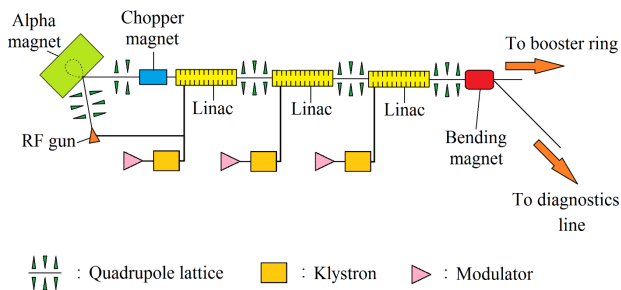 Alpha
magnet
Chopper
magnet
To booster ring
Linac
Linac
Linac
RF gun
Bending
magnet
To diagnostics
line
: Quadrupole lattice
: Klystron
: Modulator